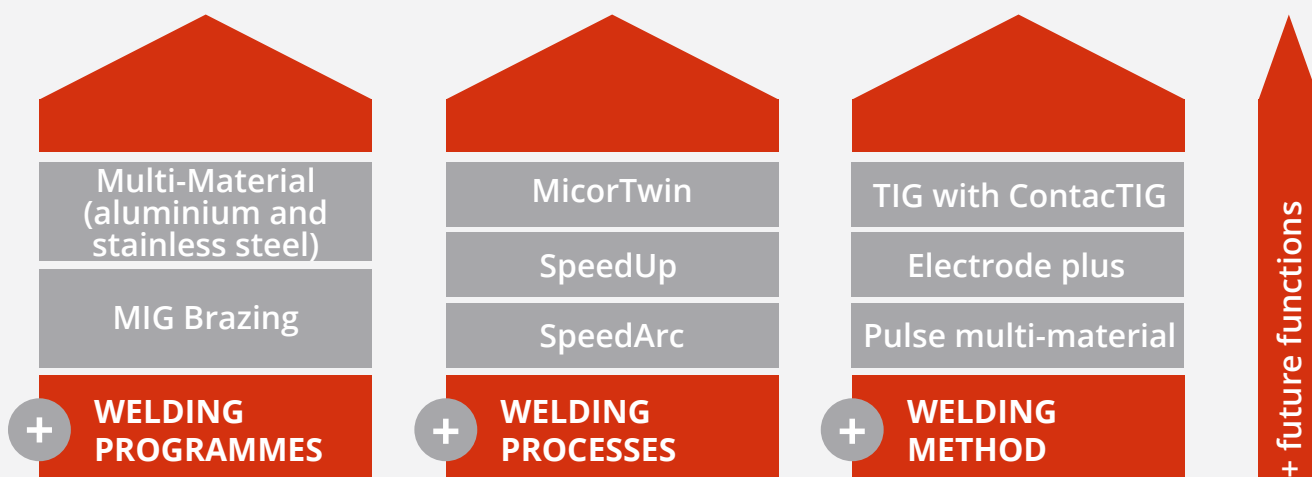 Multi-Material
(aluminium and
stainless steel)
MIG Brazing
+ WELDING
PROGRAMMES
MicorTwin
SpeedUp
SpeedArc
+ WELDING
PROCESSES
TIG with ContacTIG
Electrode plus
Pulse multi-material
+ WELDING
METHOD
+ future functions